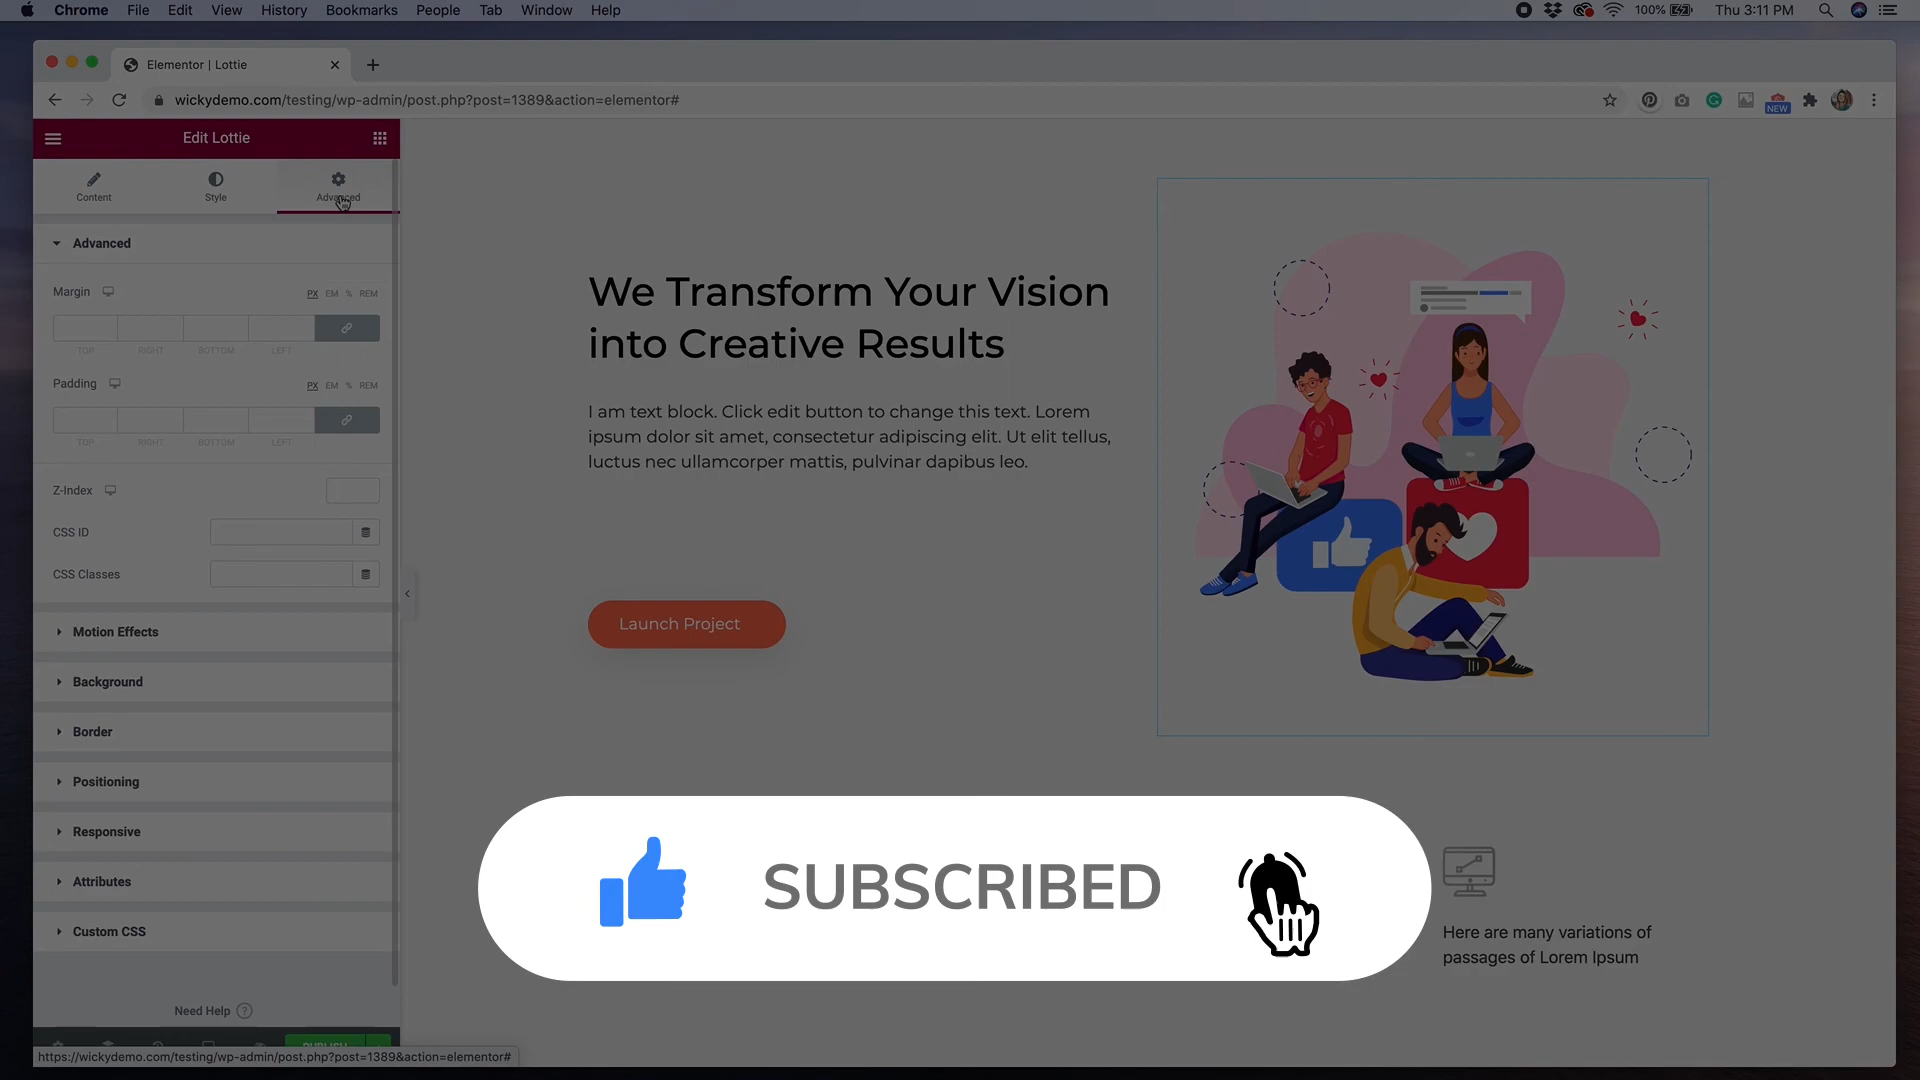 Chrome File Edit View History Bookmarks People Tab Window Help
100% Thu 3:11 PM
Elementor | Lottie
wickydemo.com/testing/wp-admin/post.php?post=1389&action=elementor#
NEW
Edit Lottie
Content Style Advanced
Advanced
Margin PX EM % REM
TOP RIGHT BOTTOM LEFT
Padding PX EM % REM
TOP RIGHT BOTTOM LEFT
Z-Index
CSS ID
CSS Classes
Motion Effects
Background
Border
Positioning
Responsive
Attributes
Custom CSS
Need Help ?
PUBLISH
https://wickydemo.com/testing/wp-admin/post.php?post=1389&action=elementor#
We Transform Your Vision
into Creative Results
I am text block. Click edit button to change this text. Lorem
ipsum dolor sit amet, consectetur adipiscing elit. Ut elit tellus,
luctus nec ullamcorper mattis, pulvinar dapibus leo.
Launch Project
SUBSCRIBED
Here are many variations of
passages of Lorem Ipsum